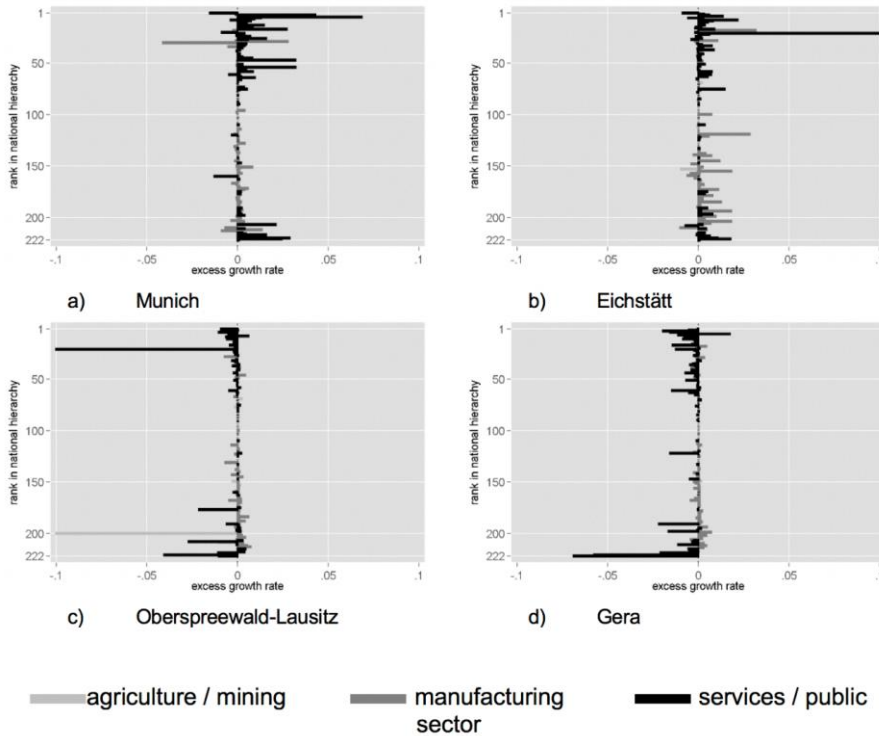 1
50
100
150
200
222
rank in national hierarchy
-.1 -.05 0 .05 .1
excess growth rate
a) Munich
1
50
100
150
200
222
rank in national hierarchy
-.1 -.05 0 .05 .1
excess growth rate
b) Eichstätt
1
50
100
150
200
222
rank in national hierarchy
-.1 -.05 0 .05 .1
excess growth rate
c) Oberspreewald-Lausitz
1
50
100
150
200
222
rank in national hierarchy
-.1 -.05 0 .05 .1
excess growth rate
d) Gera
agriculture / mining
manufacturing
sector
services / public